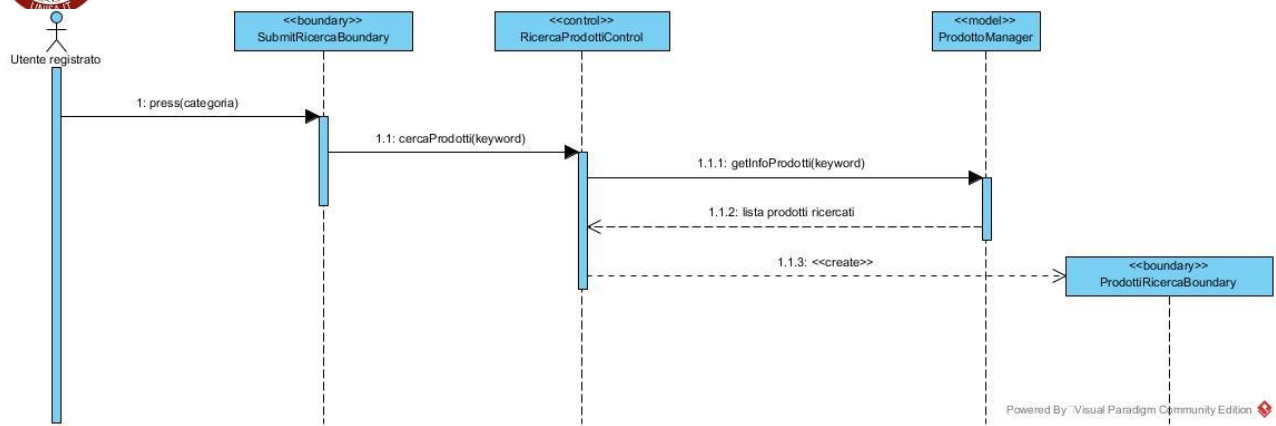 UNISA.IT
<<boundary>>
SubmitRicercaBoundary
<<control>>
RicercaProdottiControl
<<model>>
ProdottoManager
Utente registrato
1: press(categoria)
1.1: cercaProdotti(keyword)
1.1.1: getInfoProdotti(keyword)
1.1.2: lista prodotti ricercati
1.1.3: <<create>>
<<boundary>>
ProdottiRicercaBoundary
Powered By Visual Paradigm Community Edition